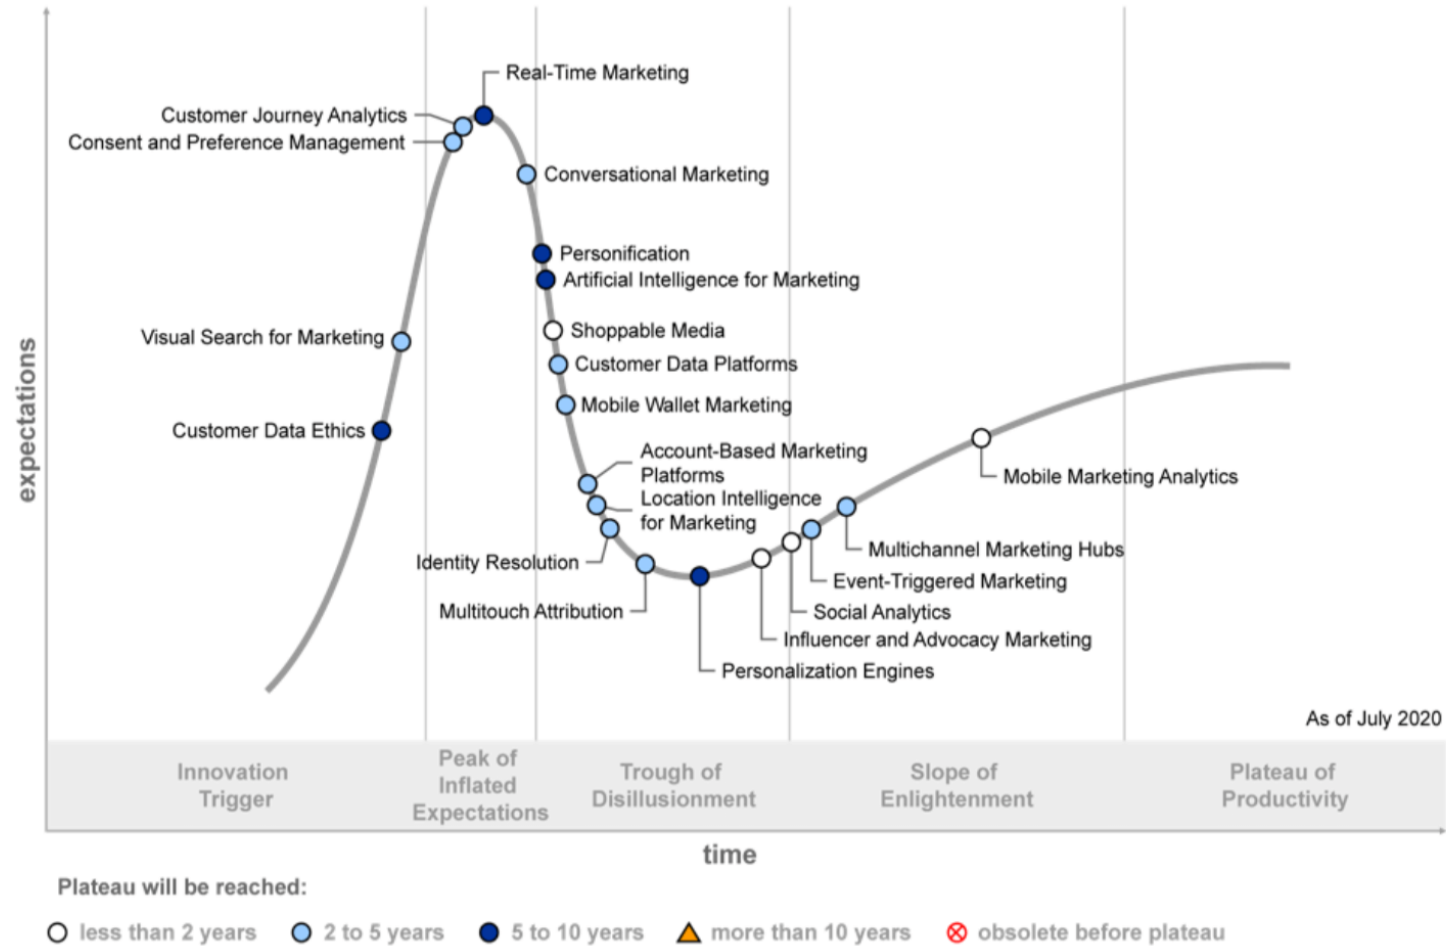 Real-Time Marketing
Customer Journey Analytics
Consent and Preference Management
Conversational Marketing
Personification
Artificial Intelligence for Marketing
Shoppable Media
Visual Search for Marketing
Customer Data Platforms
Mobile Wallet Marketing
Customer Data Ethics
Account-Based Marketing
Platforms
Location Intelligence
for Marketing
Mobile Marketing Analytics
Identity Resolution
Multichannel Marketing Hubs
Event-Triggered Marketing
Multitouch Attribution
Social Analytics
Influencer and Advocacy Marketing
Personalization Engines
expectations
As of July 2020
Innovation
Trigger
Peak of
Inflated
Expectations
Trough of
Disillusionment
Slope of
Enlightenment
Plateau of
Productivity
time
Plateau will be reached:
less than 2 years
2 to 5 years
5 to 10 years
more than 10 years
obsolete before plateau